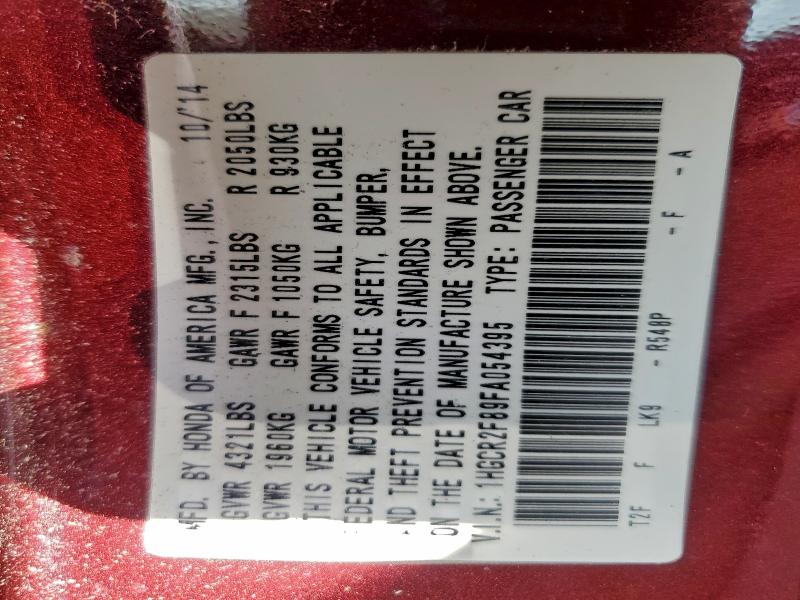 MFD. BY HONDA OF AMERICA MFG., INC. 10/'14
GVWR 4321LBS GAWR F 2315LBS R 2050LBS
GVWR 1960KG GAWR F 1050KG R 930KG
THIS VEHICLE CONFORMS TO ALL APPLICABLE
FEDERAL MOTOR VEHICLE SAFETY, BUMPER,
AND THEFT PREVENTION STANDARDS IN EFFECT
ON THE DATE OF MANUFACTURE SHOWN ABOVE.
V.I.N.: 1HGCR2F89FA054395 TYPE: PASSENGER CAR
T2F F LK9 - R548P - F - A